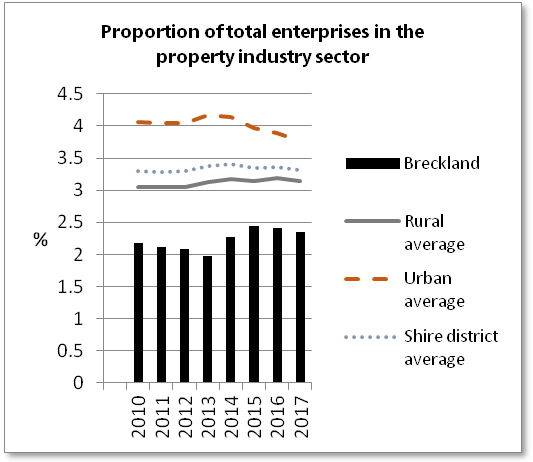 Proportion of total enterprises in the
property industry sector
4.5
4
3.5
3
2.5
2
1.5
1
0.5
0
%
2010
2011
2012
2013
2014
2015
2016
2017
Breckland
Rural
average
Urban
average
Shire district
average